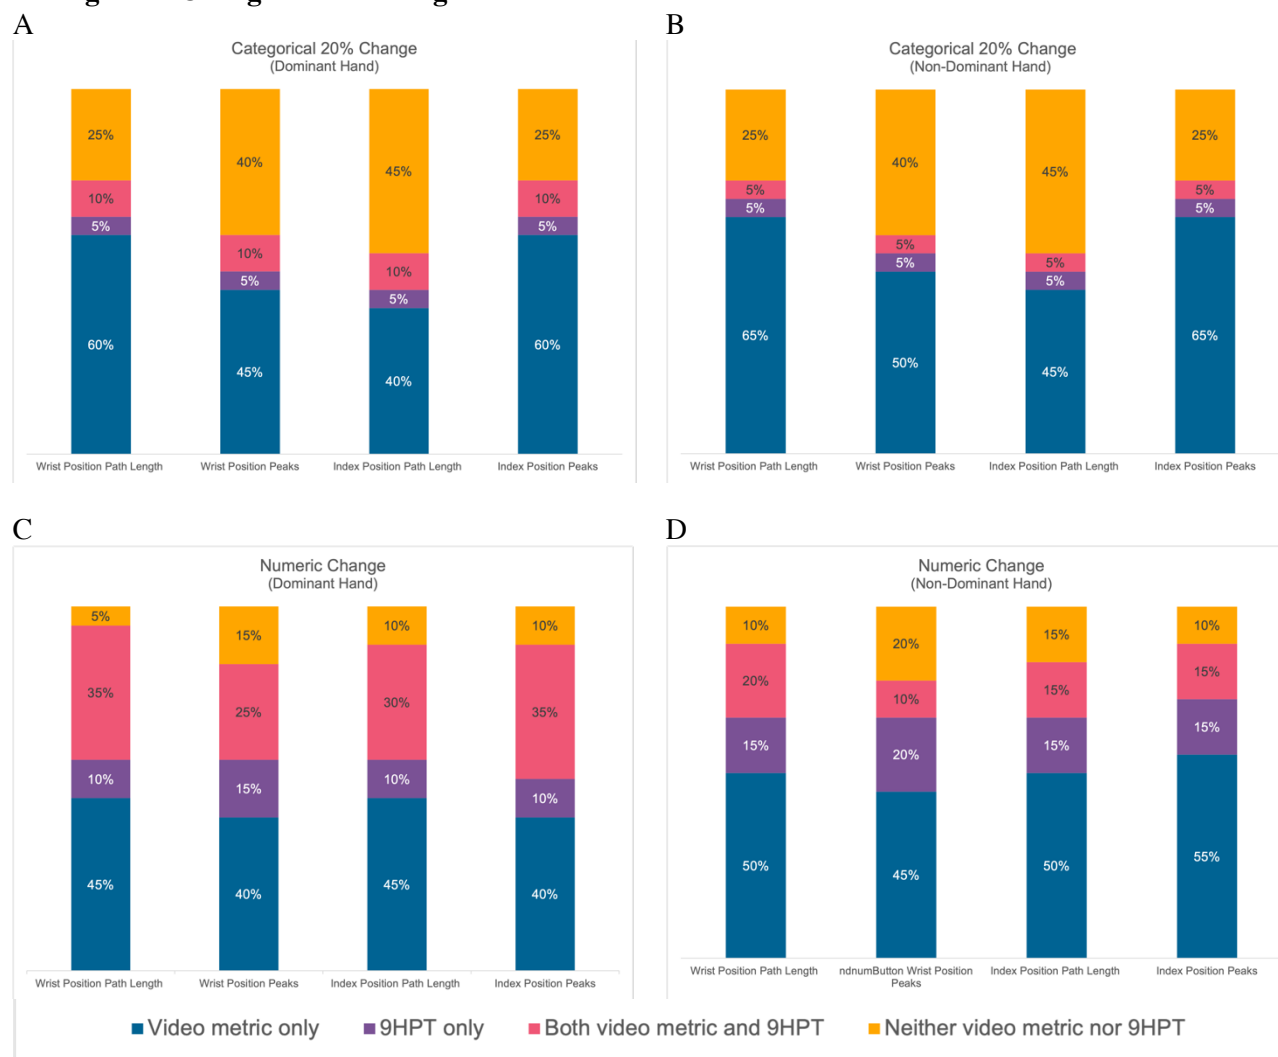 A
Categorical 20% Change
(Dominant Hand)
25%
40%
45%
25%
10%
10%
10%
10%
5%
5%
5%
5%
60%
45%
40%
60%
Wrist Position Path Length
Wrist Position Peaks
Index Position Path Length
Index Position Peaks
B
Categorical 20% Change
(Non-Dominant Hand)
25%
40%
45%
25%
5%
5%
5%
5%
5%
5%
5%
5%
65%
50%
45%
65%
Wrist Position Path Length
Wrist Position Peaks
Index Position Path Length
Index Position Peaks
C
Numeric Change
(Dominant Hand)
5%
15%
10%
10%
35%
25%
30%
35%
10%
15%
10%
10%
45%
40%
45%
40%
Wrist Position Path Length
Wrist Position Peaks
Index Position Path Length
Index Position Peaks
D
Numeric Change
(Non-Dominant Hand)
10%
20%
15%
10%
20%
10%
15%
15%
15%
20%
15%
15%
50%
45%
50%
55%
Wrist Position Path Length
ndnumButton Wrist Position
Peaks
Index Position Path Length
Index Position Peaks
Video metric only
9HPT only
Both video metric and 9HPT
Neither video metric nor 9HPT